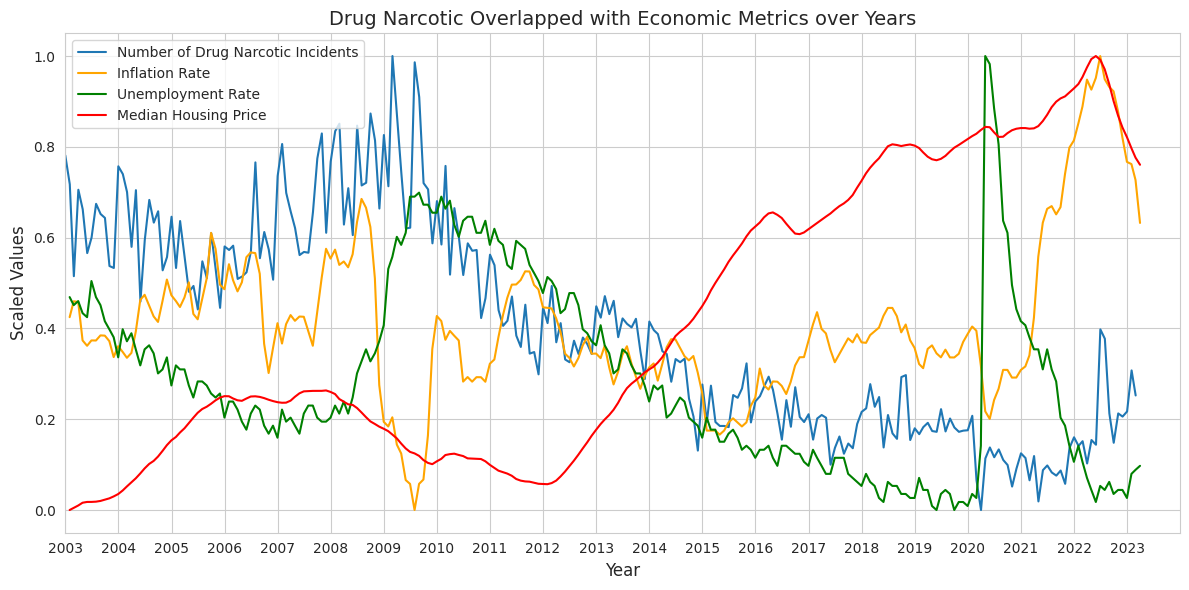 Drug Narcotic Overlapped with Economic Metrics over Years
Number of Drug Narcotic Incidents
Inflation Rate
Unemployment Rate
Median Housing Price
Scaled Values
1.0
0.8
0.6
0.4
0.2
0.0
2003 2004 2005 2006 2007 2008 2009 2010 2011 2012 2013 2014 2015 2016 2017 2018 2019 2020 2021 2022 2023
Year